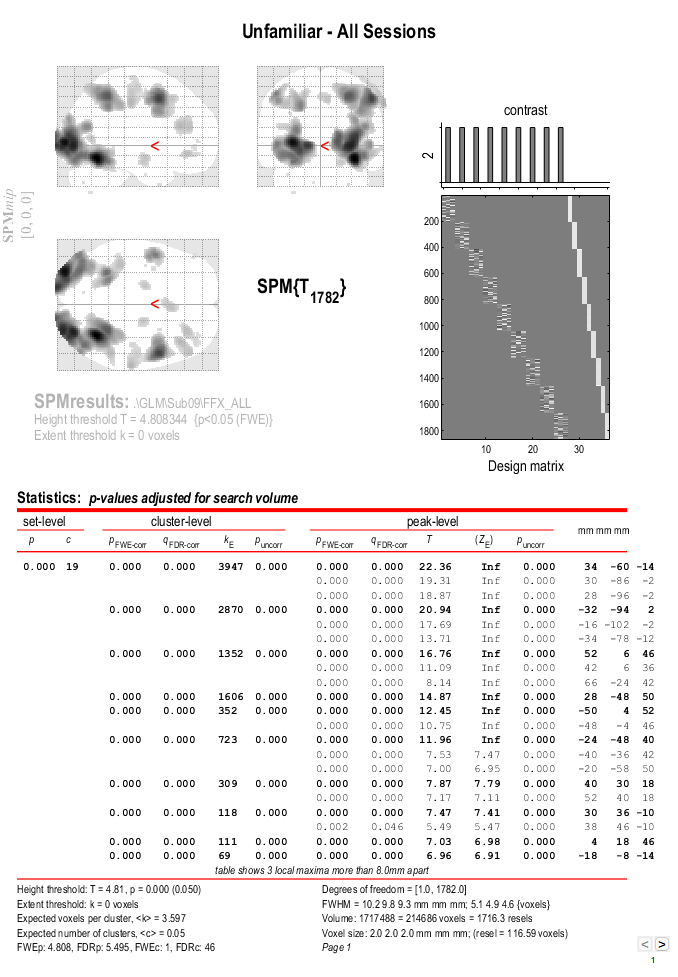 Unfamiliar - All Sessions
contrast
2
SPMmip
[0, 0, 0]
<
<
<
SPM{T1782}
200
400
600
800
1000
1200
1400
1600
1800
10 20 30
Design matrix
SPMresults: .\GLM\Sub09\FFX_ALL
Height threshold T = 4.808344 {p<0.05 (FWE)}
Extent threshold k = 0 voxels
Statistics: p-values adjusted for search volume
set-level cluster-level peak-level mm mm mm
p c pFWE-corr qFDR-corr kE puncorr pFWE-corr qFDR-corr T (ZE) puncorr
0.000 19 0.000 0.000 3947 0.000 0.000 0.000 22.36 Inf 0.000 34 -60 -14
0.000 0.000 19.31 Inf 0.000 30 -86 -2
0.000 0.000 18.87 Inf 0.000 28 -96 -2
0.000 0.000 2870 0.000 0.000 0.000 20.94 Inf 0.000 -32 -94 2
0.000 0.000 17.69 Inf 0.000 -16 -102 -2
0.000 0.000 13.71 Inf 0.000 -34 -78 -12
0.000 0.000 1352 0.000 0.000 0.000 16.76 Inf 0.000 52 6 46
0.000 0.000 11.09 Inf 0.000 42 6 36
0.000 0.000 8.14 Inf 0.000 66 -24 42
0.000 0.000 1606 0.000 0.000 0.000 14.87 Inf 0.000 28 -48 50
0.000 0.000 352 0.000 0.000 0.000 12.45 Inf 0.000 -50 4 52
0.000 0.000 10.75 Inf 0.000 -48 -4 46
0.000 0.000 723 0.000 0.000 0.000 11.96 Inf 0.000 -24 -48 40
0.000 0.000 7.53 7.47 0.000 -40 -36 42
0.000 0.000 7.00 6.95 0.000 -20 -58 50
0.000 0.000 309 0.000 0.000 0.000 7.87 7.79 0.000 40 30 18
0.000 0.000 7.17 7.11 0.000 52 40 18
0.000 0.000 118 0.000 0.000 0.000 7.47 7.41 0.000 30 36 -10
0.002 0.046 5.49 5.47 0.000 38 46 -10
0.000 0.000 111 0.000 0.000 0.000 7.03 6.98 0.000 4 18 46
0.000 0.000 69 0.000 0.000 0.000 6.96 6.91 0.000 -18 -8 -14
table shows 3 local maxima more than 8.0mm apart
Height threshold: T = 4.81, p = 0.000 (0.050)
Extent threshold: k = 0 voxels
Expected voxels per cluster, <k> = 3.597
Expected number of clusters, <c> = 0.05
FWEp: 4.808, FDRp: 5.495, FWEc: 1, FDRc: 46
Degrees of freedom = [1.0, 1782.0]
FWHM = 10.2 9.8 9.3 mm mm mm; 5.1 4.9 4.6 {voxels}
Volume: 1717488 = 214686 voxels = 1716.3 resels
Voxel size: 2.0 2.0 2.0 mm mm mm; (resel = 116.59 voxels)
Page 1
< >
1